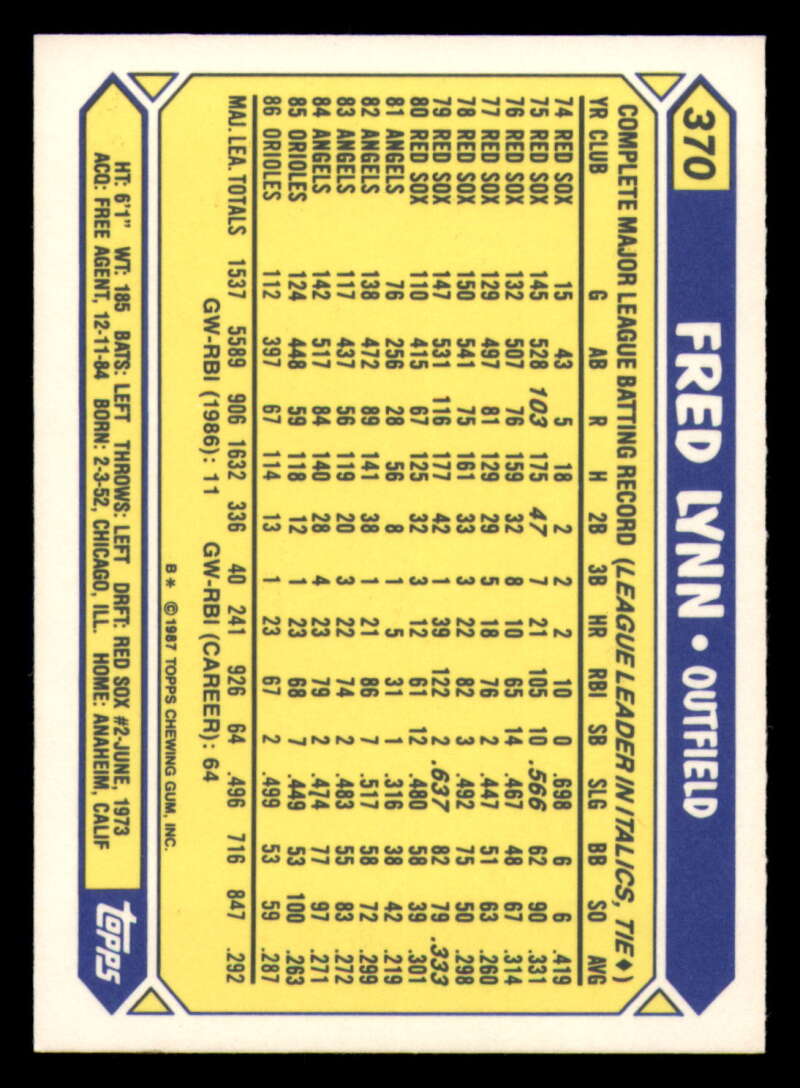 370 FRED LYNN • OUTFIELD
COMPLETE MAJOR LEAGUE BATTING RECORD (LEAGUE LEADER IN ITALICS, TIE♦)
YR CLUB G AB R H 2B 3B HR RBI SB SLG BB SO AVG
74 RED SOX 15 43 5 18 2 2 2 10 0 .698 6 6 .419
75 RED SOX 145 528 103 175 47 7 21 105 10 .566 62 90 .331
76 RED SOX 132 507 76 159 32 8 10 65 14 .467 48 67 .314
77 RED SOX 129 497 81 129 29 5 18 76 2 .447 51 63 .260
78 RED SOX 150 541 75 161 33 3 22 82 3 .492 75 50 .298
79 RED SOX 147 531 116 177 42 1 39 122 2 .637 82 79 .333
80 RED SOX 110 415 67 125 32 3 12 61 12 .480 58 39 .301
81 ANGELS 76 256 28 56 8 1 5 31 1 .316 38 42 .219
82 ANGELS 138 472 89 141 38 1 21 86 7 .517 58 72 .299
83 ANGELS 117 437 56 119 20 3 22 74 2 .483 55 83 .272
84 ANGELS 142 517 84 140 28 4 23 79 2 .474 77 97 .271
85 ORIOLES 124 448 59 118 12 1 23 68 7 .449 53 100 .263
86 ORIOLES 112 397 67 114 13 1 23 67 2 .499 53 59 .287
MAJ. LEA. TOTALS 1537 5589 906 1632 336 40 241 926 64 .496 716 847 .292
GW-RBI (1986): 11 GW-RBI (CAREER): 64
B* ©1987 TOPPS CHEWING GUM, INC.
HT: 6'1" WT: 185 BATS: LEFT THROWS: LEFT DRFT: RED SOX #2-JUNE, 1973
ACQ: FREE AGENT, 12-11-84 BORN: 2-3-52, CHICAGO, ILL. HOME: ANAHEIM, CALIF
topps